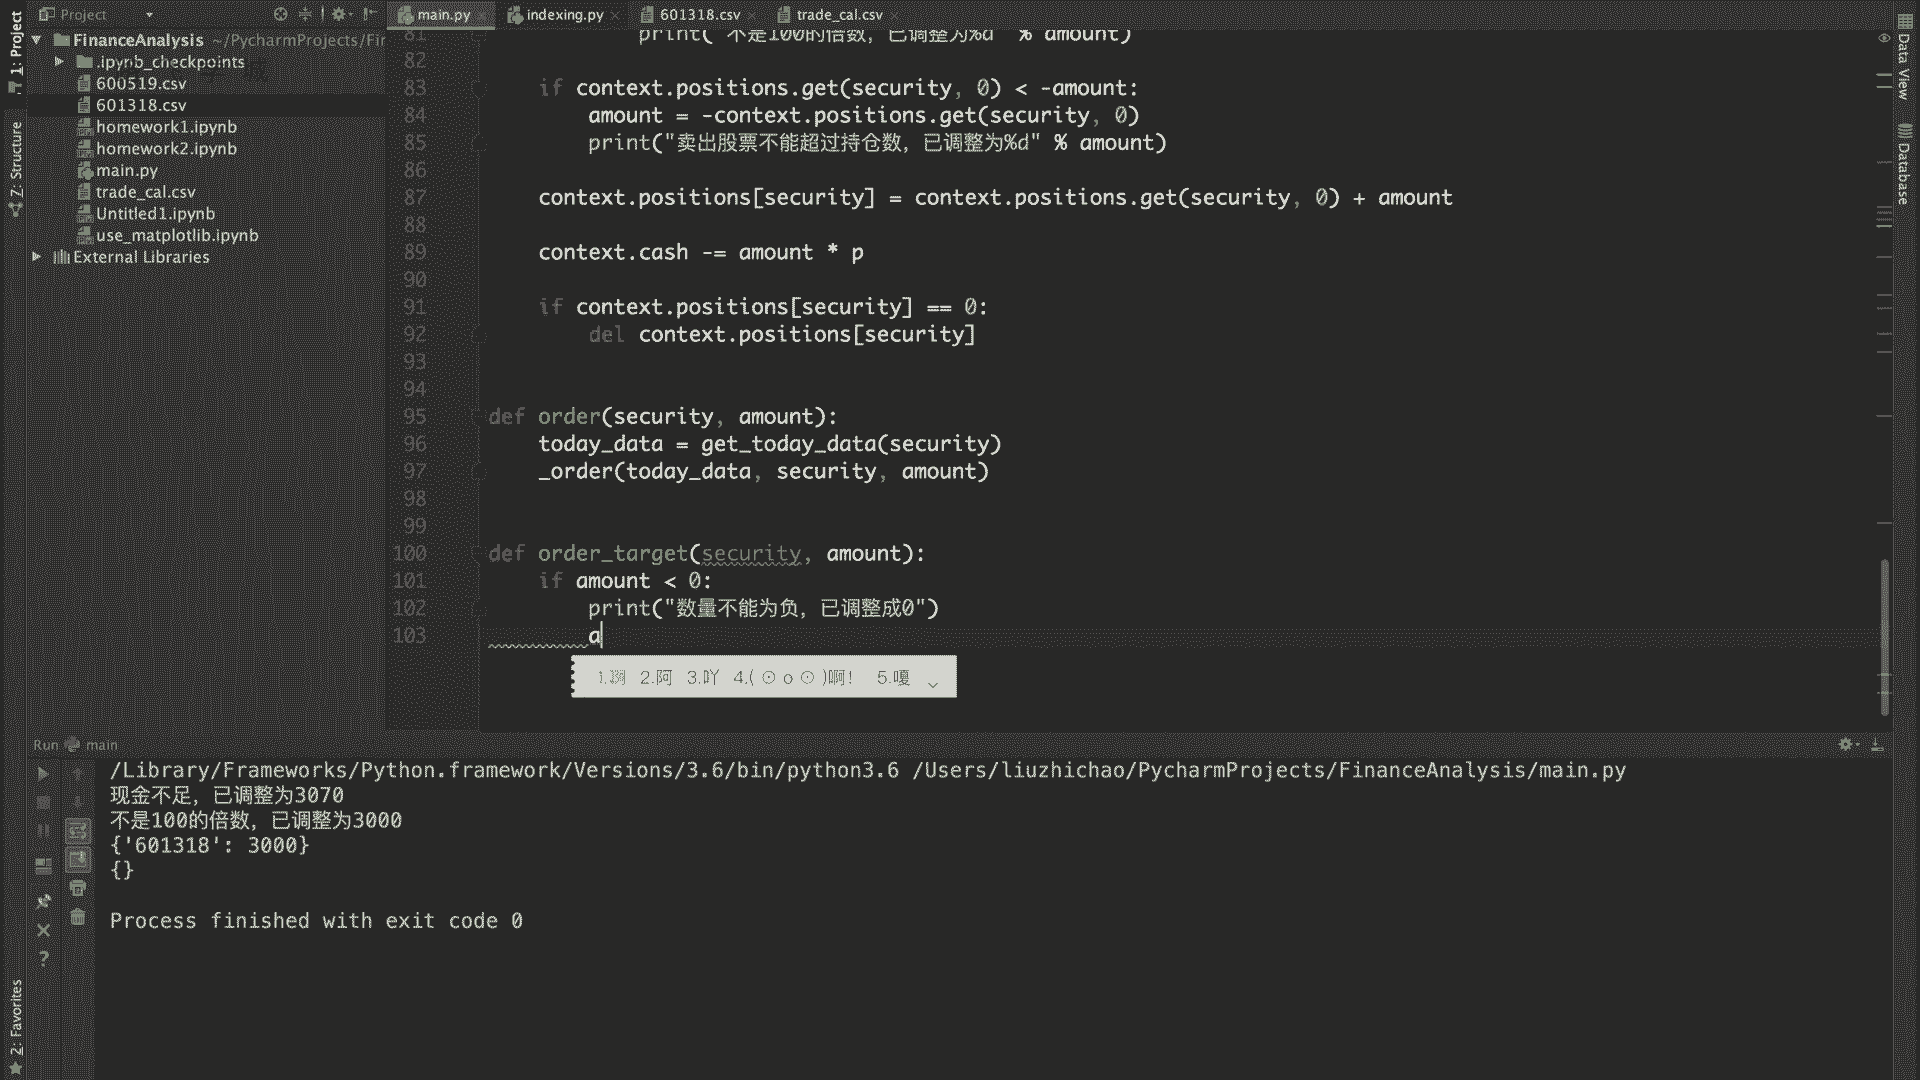 Project
main.py
indexing.py
601318.csv
trade_cal.csv
1: Project
7: Structure
2: Favorites
FinanceAnalysis ~/PycharmProjects/Fir
.ipynb_checkpoints
600519.csv
601318.csv
homework1.ipynb
homework2.ipynb
main.py
trade_cal.csv
Untitled1.ipynb
use_matplotlib.ipynb
External Libraries
81 print( 不是100的倍数，已调整为%d" % amount)
82
83 if context.positions.get(security, 0) < -amount:
84 amount = -context.positions.get(security, 0)
85 print("卖出股票不能超过持仓数，已调整为%d" % amount)
86
87 context.positions[security] = context.positions.get(security, 0) + amount
88
89 context.cash -= amount * p
90
91 if context.positions[security] == 0:
92 del context.positions[security]
93
94
95 def order(security, amount):
96 today_data = get_today_data(security)
97 _order(today_data, security, amount)
98
99
100 def order_target(security, amount):
101 if amount < 0:
102 print("数量不能为负，已调整成0")
103 a
1.啊 2.阿 3.吖 4.(⊙o⊙)啊! 5.嘎
Data View
Database
Run main
/Library/Frameworks/Python.framework/Versions/3.6/bin/python3.6 /Users/liuzhichao/PycharmProjects/FinanceAnalysis/main.py
现金不足，已调整为3070
不是100的倍数，已调整为3000
{'601318': 3000}
{}
Process finished with exit code 0